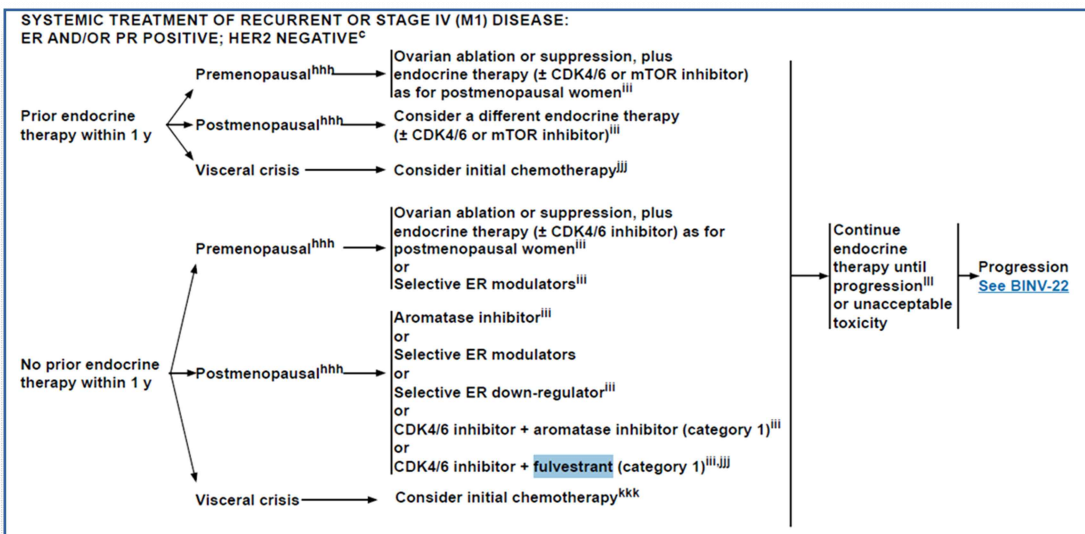 SYSTEMIC TREATMENT OF RECURRENT OR STAGE IV (M1) DISEASE:
ER AND/OR PR POSITIVE; HER2 NEGATIVEᶜ
Prior endocrine
therapy within 1 y
Premenopausalʰʰʰ
Ovarian ablation or suppression, plus
endocrine therapy (± CDK4/6 or mTOR inhibitor)
as for postmenopausal womenⁱⁱⁱ
Postmenopausalʰʰʰ
Consider a different endocrine therapy
(± CDK4/6 or mTOR inhibitor)ⁱⁱⁱ
Visceral crisis
Consider initial chemotherapyʲʲʲ
No prior endocrine
therapy within 1 y
Premenopausalʰʰʰ
Ovarian ablation or suppression, plus
endocrine therapy (± CDK4/6 inhibitor) as for
postmenopausal womenⁱⁱⁱ
or
Selective ER modulatorsⁱⁱⁱ
Postmenopausalʰʰʰ
Aromatase inhibitorⁱⁱⁱ
or
Selective ER modulators
or
Selective ER down-regulatorⁱⁱⁱ
or
CDK4/6 inhibitor + aromatase inhibitor (category 1)ⁱⁱⁱ
or
CDK4/6 inhibitor + fulvestrant (category 1)ⁱⁱⁱ,ʲʲʲ
Visceral crisis
Consider initial chemotherapyᵏᵏᵏ
Continue
endocrine
therapy until
progressionˡˡˡ
or unacceptable
toxicity
Progression
See BINV-22